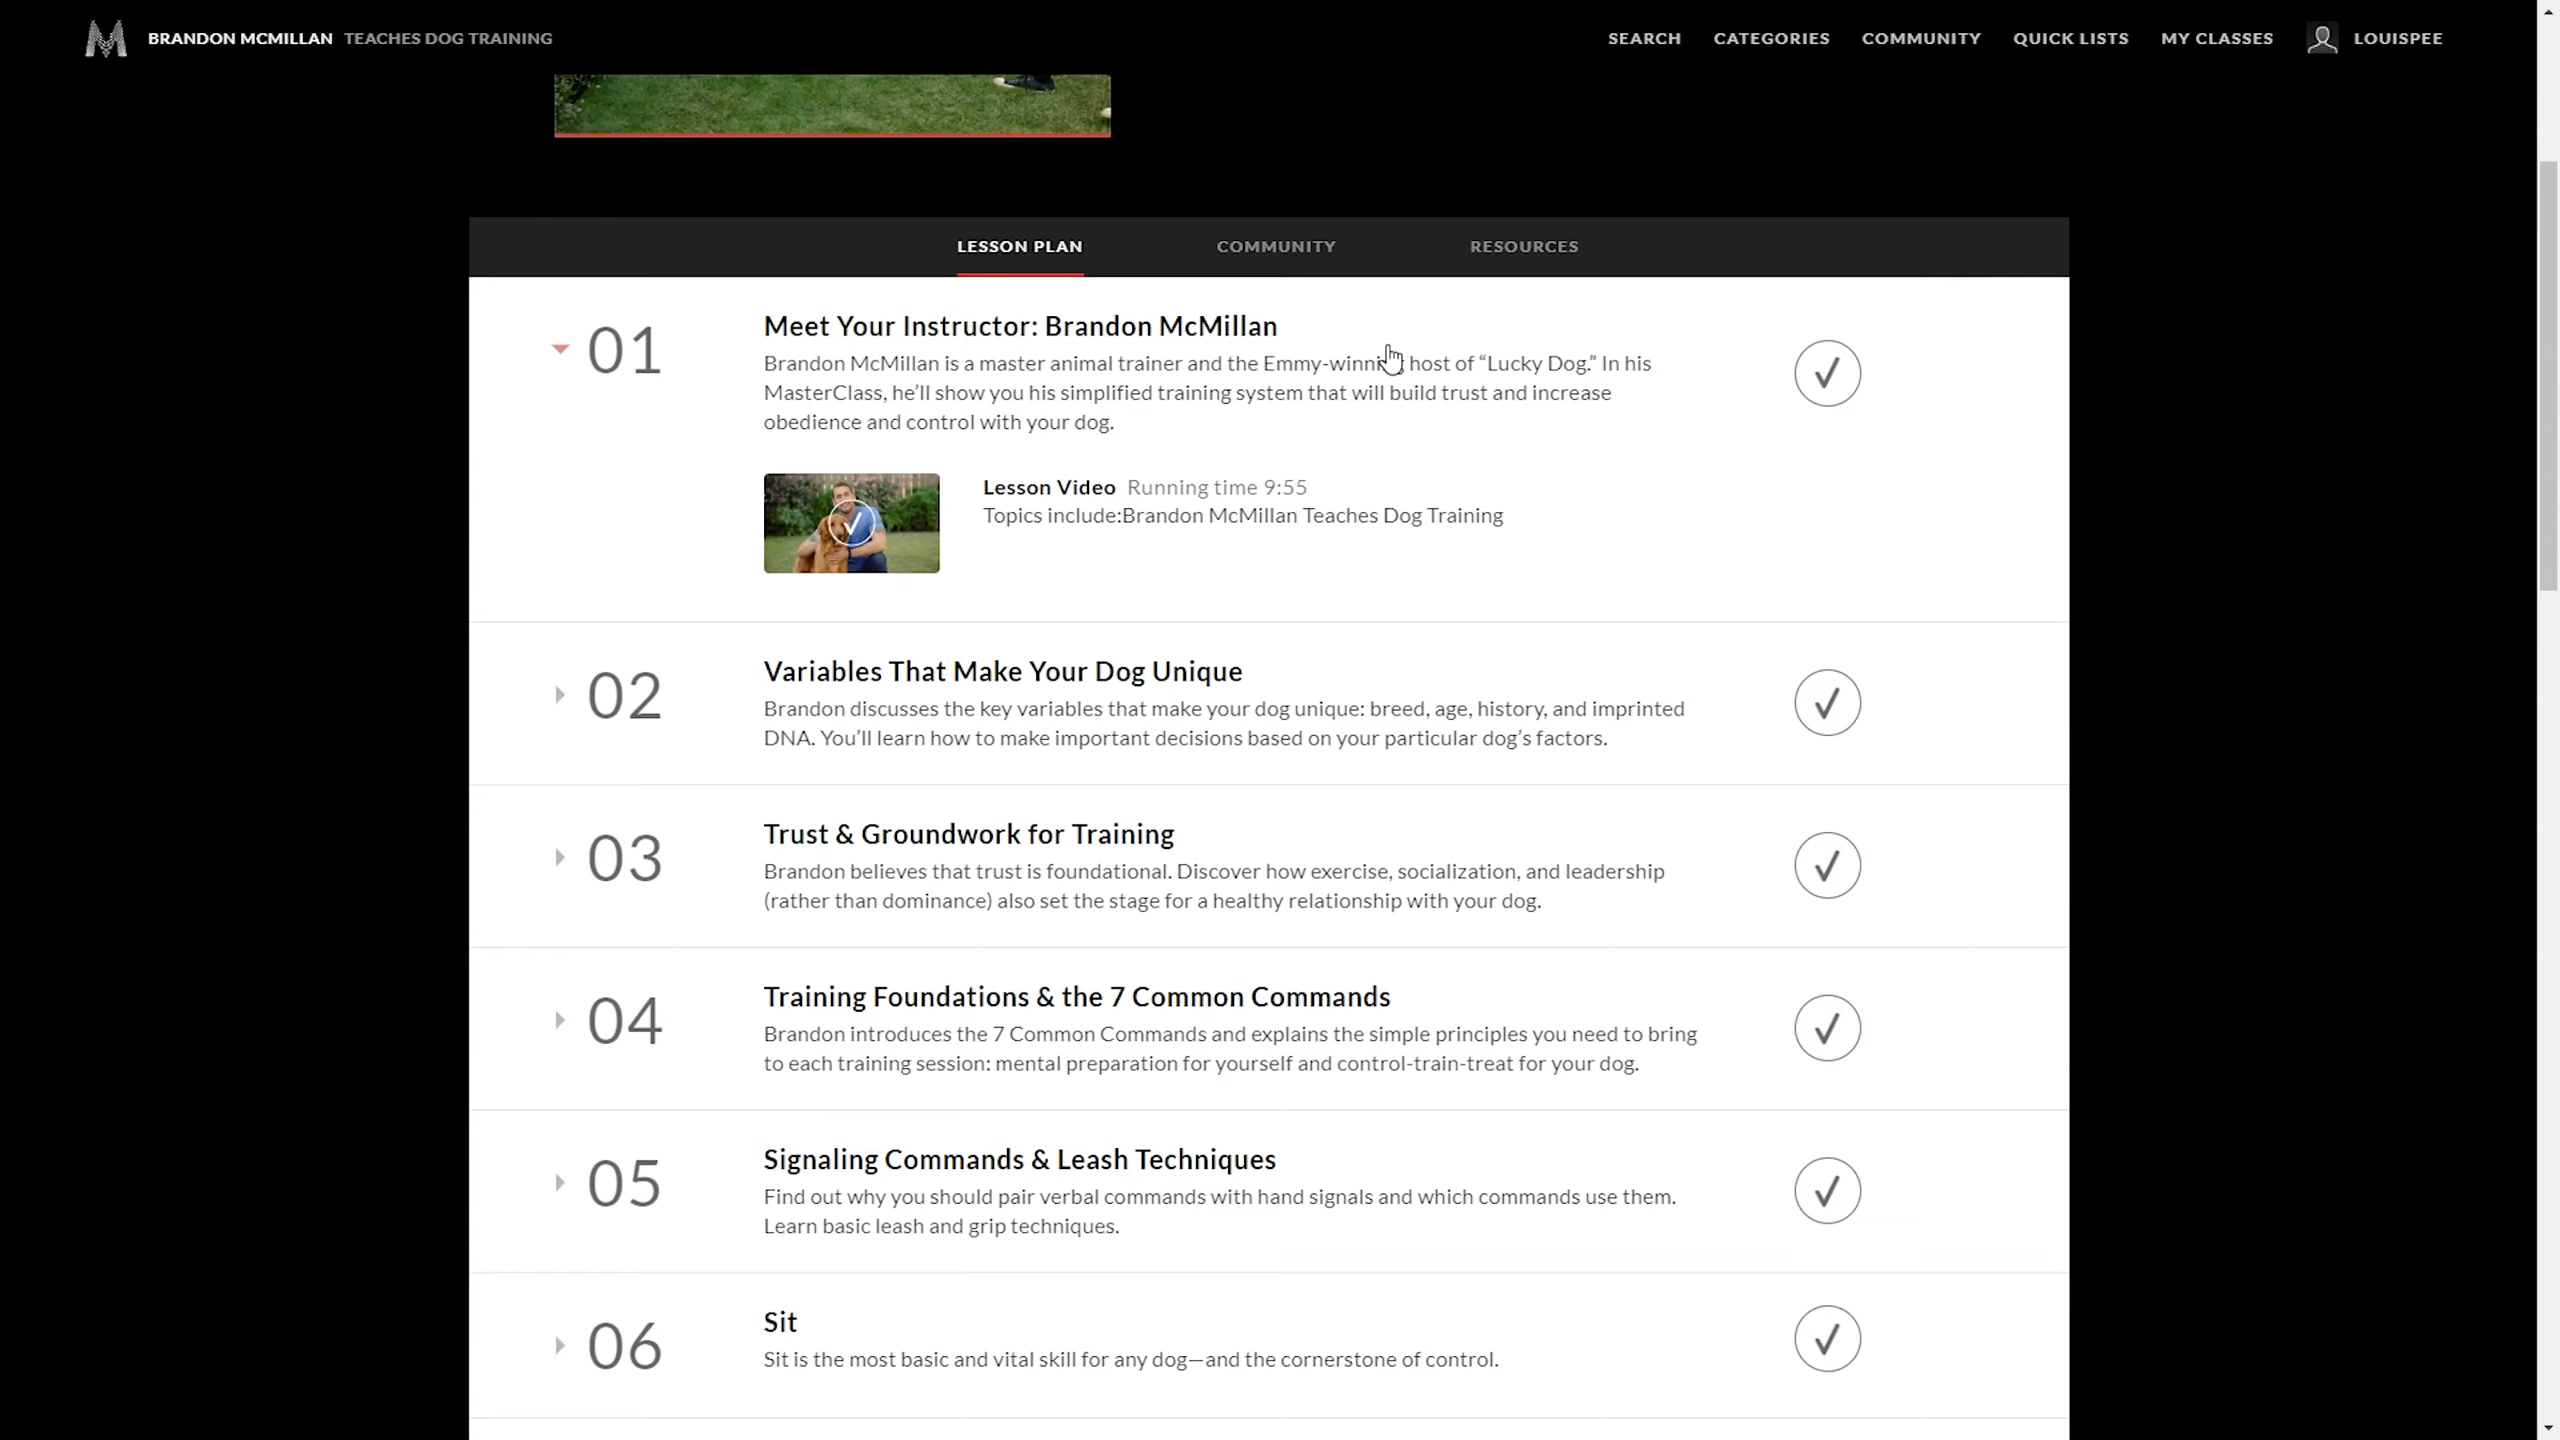 BRANDON MCMILLAN TEACHES DOG TRAINING
SEARCH CATEGORIES COMMUNITY QUICK LISTS MY CLASSES LOUISPEE
LESSON PLAN COMMUNITY RESOURCES
01
Meet Your Instructor: Brandon McMillan
Brandon McMillan is a master animal trainer and the Emmy-winning host of “Lucky Dog.” In his
MasterClass, he’ll show you his simplified training system that will build trust and increase
obedience and control with your dog.
Lesson Video Running time 9:55
Topics include:Brandon McMillan Teaches Dog Training
02
Variables That Make Your Dog Unique
Brandon discusses the key variables that make your dog unique: breed, age, history, and imprinted
DNA. You’ll learn how to make important decisions based on your particular dog’s factors.
03
Trust & Groundwork for Training
Brandon believes that trust is foundational. Discover how exercise, socialization, and leadership
(rather than dominance) also set the stage for a healthy relationship with your dog.
04
Training Foundations & the 7 Common Commands
Brandon introduces the 7 Common Commands and explains the simple principles you need to bring
to each training session: mental preparation for yourself and control-train-treat for your dog.
05
Signaling Commands & Leash Techniques
Find out why you should pair verbal commands with hand signals and which commands use them.
Learn basic leash and grip techniques.
06
Sit
Sit is the most basic and vital skill for any dog—and the cornerstone of control.